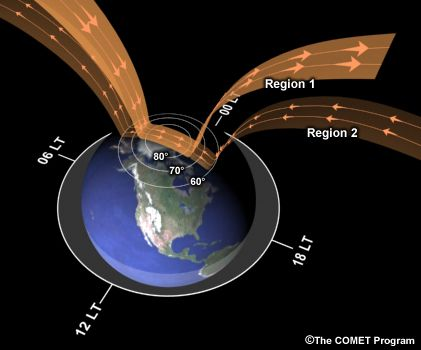 Region 1
00 LT
Region 2
06 LT
80°
70°
60°
18 LT
12 LT
©The COMET Program